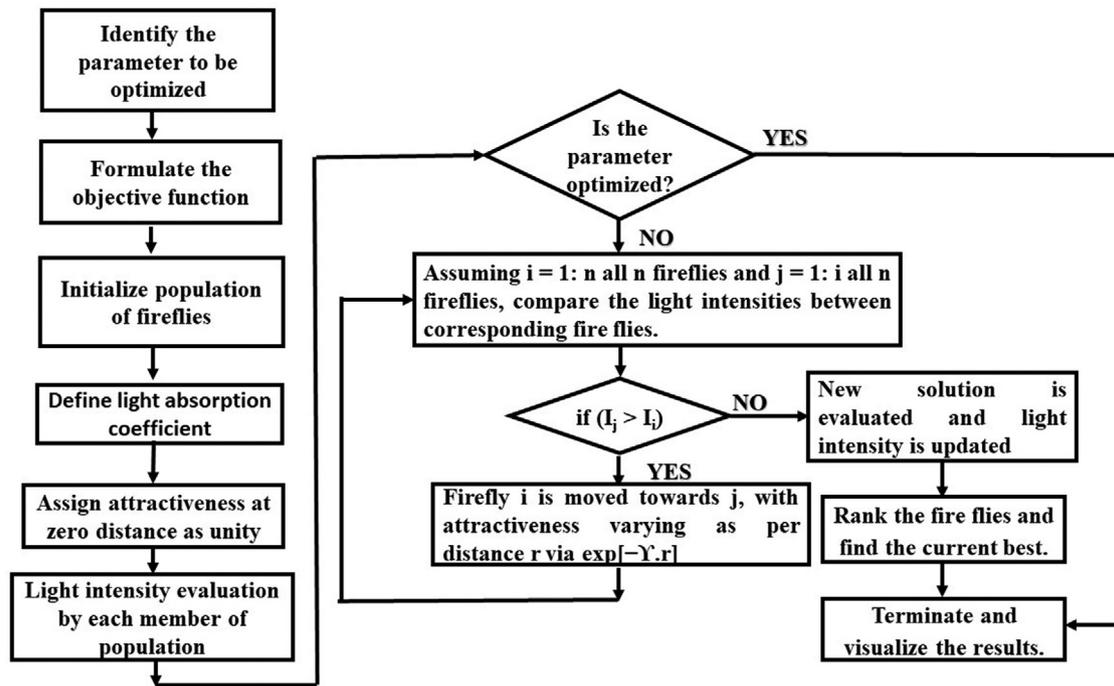 Identify the
parameter to be
optimized
Formulate the
objective function
Initialize population
of fireflies
Define light absorption
coefficient
Assign attractiveness at
zero distance as unity
Light intensity evaluation
by each member of
population
Is the
parameter
optimized?
YES
NO
Assuming i = 1: n all n fireflies and j = 1: i all n
fireflies, compare the light intensities between
corresponding fire flies.
if (Ij > Ii)
NO
YES
Firefly i is moved towards j, with
attractiveness varying as per
distance r via exp[−ϒ.r]
New solution is
evaluated and light
intensity is updated
Rank the fire flies and
find the current best.
Terminate and
visualize the results.